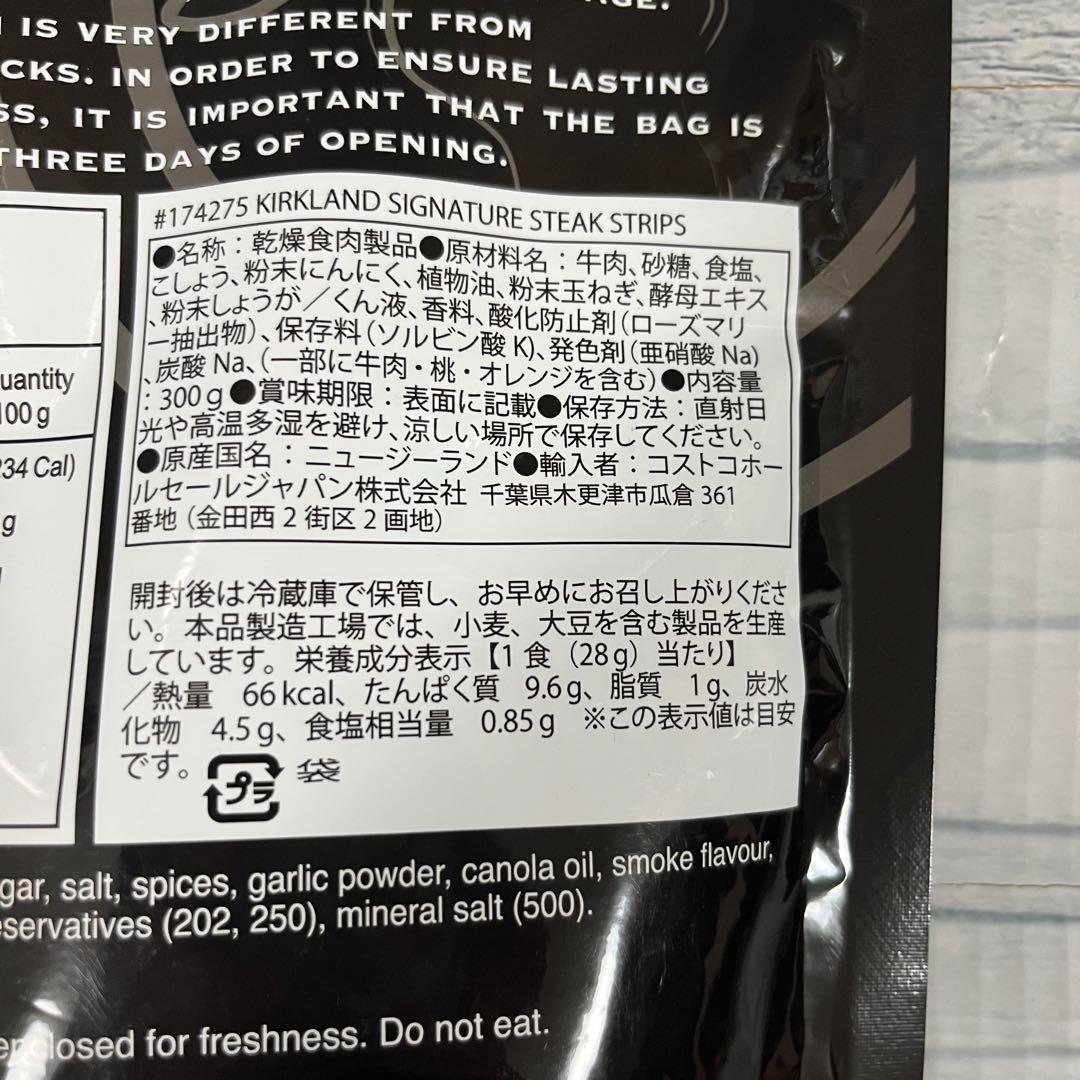 IS VERY DIFFERENT FROM
CKS. IN ORDER TO ENSURE LASTING
SS, IT IS IMPORTANT THAT THE BAG IS
THREE DAYS OF OPENING.
#174275 KIRKLAND SIGNATURE STEAK STRIPS
●名称：乾燥食肉製品●原材料名：牛肉、砂糖、食塩、
こしょう、粉末にんにく、植物油、粉末玉ねぎ、酵母エキス
、粉末しょうが／くん液、香料、酸化防止剤（ローズマリ
ー抽出物）、保存料（ソルビン酸K）、発色剤（亜硝酸Na）
、炭酸Na、（一部に牛肉・桃・オレンジを含む）●内容量
：300g●賞味期限：表面に記載●保存方法：直射日
光や高温多湿を避け、涼しい場所で保存してください。
●原産国名：ニュージーランド●輸入者：コストコホー
ルセールジャパン株式会社 千葉県木更津市瓜倉361
番地（金田西2街区2画地）
uantity
100 g
234 Cal)
g
開封後は冷蔵庫で保管し、お早めにお召し上がりくださ
い。本品製造工場では、小麦、大豆を含む製品を生産
しています。栄養成分表示【1食（28g）当たり】
／熱量 66kcal、たんぱく質 9.6g、脂質 1g、炭水
化物 4.5g、食塩相当量 0.85g ※この表示値は目安
です。
プラ 袋
gar, salt, spices, garlic powder, canola oil, smoke flavour,
eservatives (202, 250), mineral salt (500).
enclosed for freshness. Do not eat.